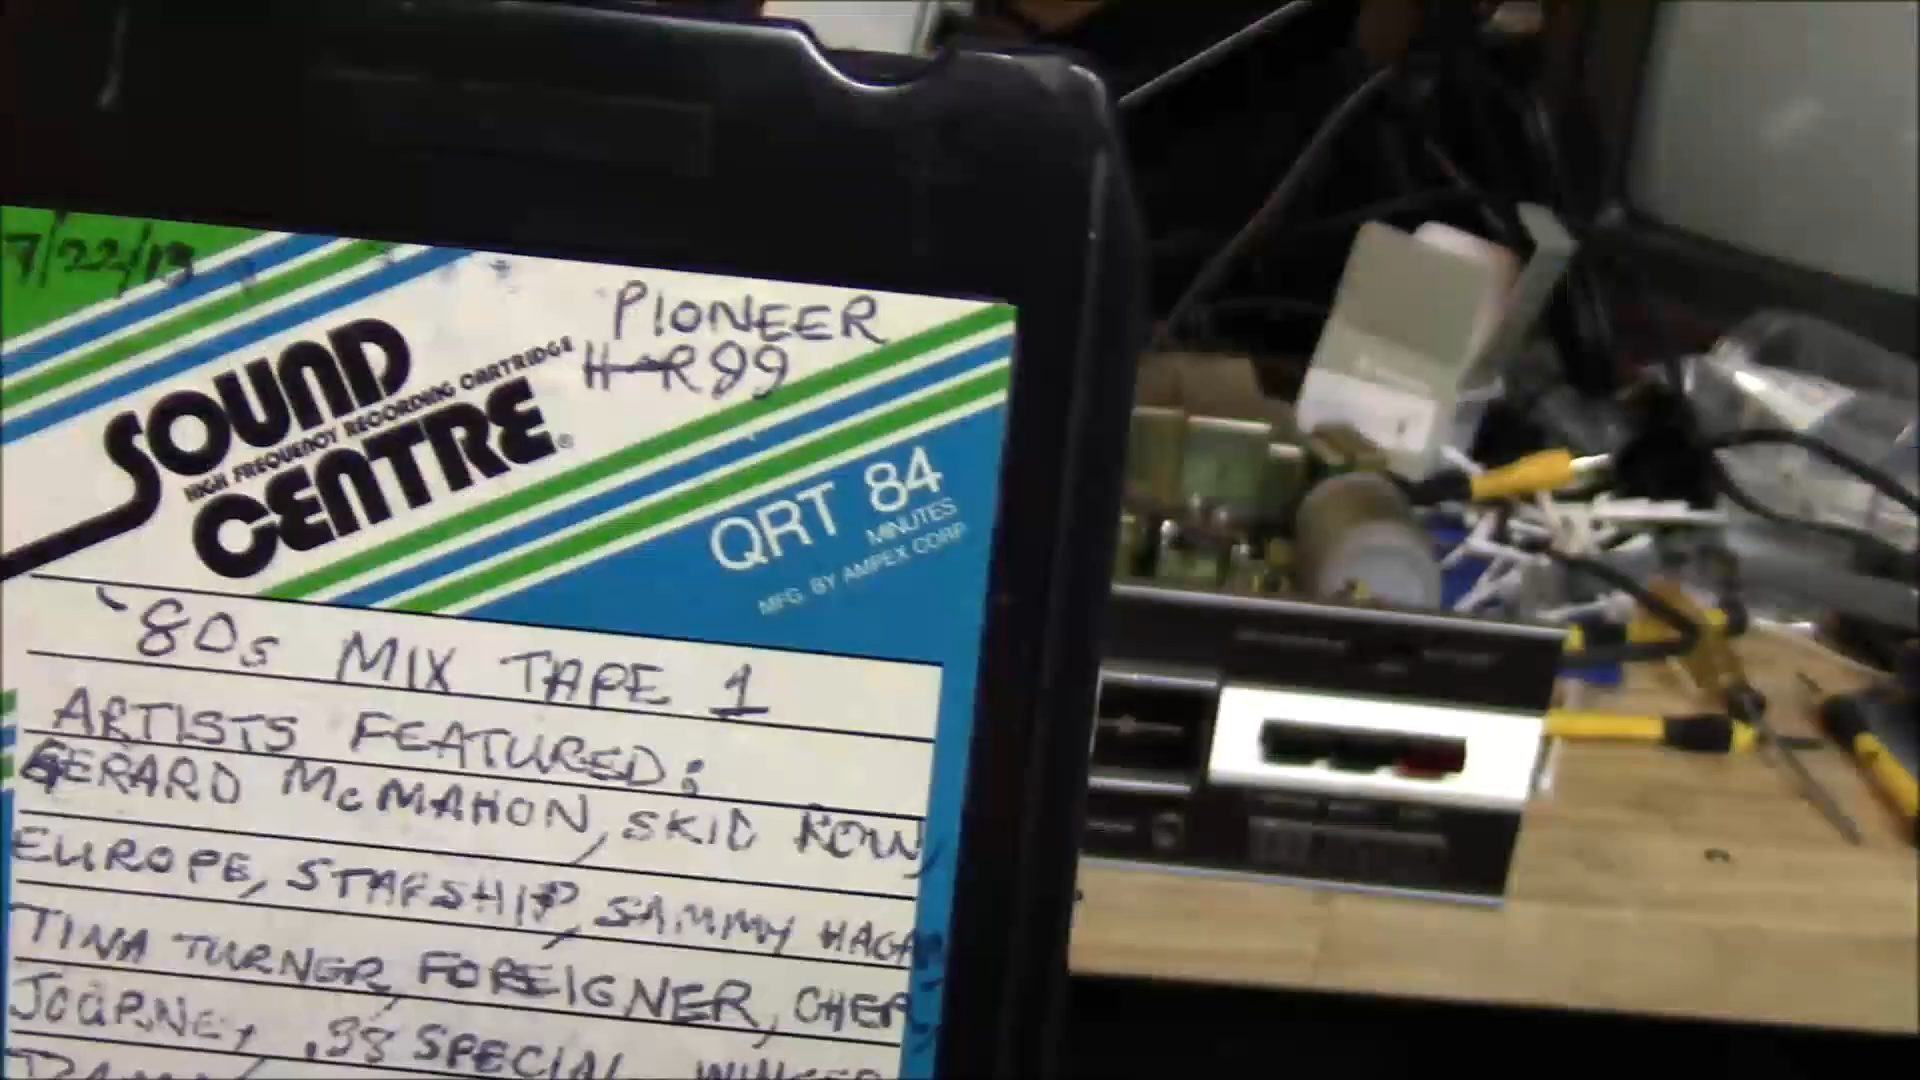 7/22/13
PIONEER
H-R99
SOUND
HIGH FREQUENCY RECORDING CARTRIDGE
CENTRE®
QRT 84
MINUTES
MFG. BY AMPEX CORP.
'80s MIX TAPE 1
ARTISTS FEATURED:
GERARD McMAHON, SKID ROW,
EUROPE, STARSHIP, SAMMY HAGAR
TINA TURNER, FOREIGNER, CHER,
JOURNEY, .38 SPECIAL, WINGER